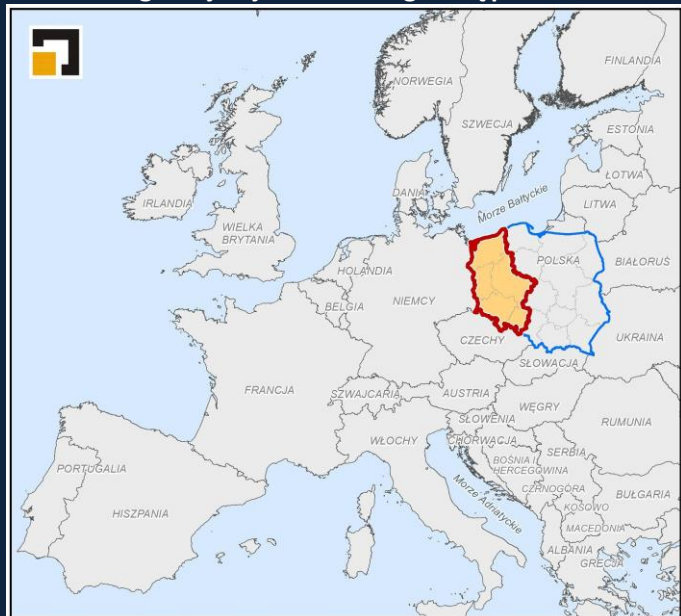 NORWEGIA
FINLANDIA
SZWECJA
ESTONIA
ŁOTWA
DANIA
Morze Bałtyckie
LITWA
IRLANDIA
WIELKA
BRYTANIA
HOLANDIA
POLSKA
BIAŁORUŚ
BELGIA
NIEMCY
CZECHY
UKRAINA
SŁOWACJA
FRANCJA
SZWAJCARIA
AUSTRIA
WĘGRY
SŁOWENIA
RUMUNIA
WŁOCHY
CHORWACJA
BOŚNIA I
HERCEGOWINA
SERBIA
PORTUGALIA
HISZPANIA
Morze Adriatyckie
CZRNOGÓRA
KOSOWO
BUŁGARIA
MACEDONIA
ALBANIA
GRECJA